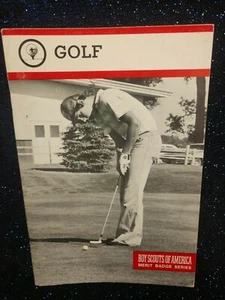 GOLF
BOY SCOUTS OF AMERICA
MERIT BADGE SERIES